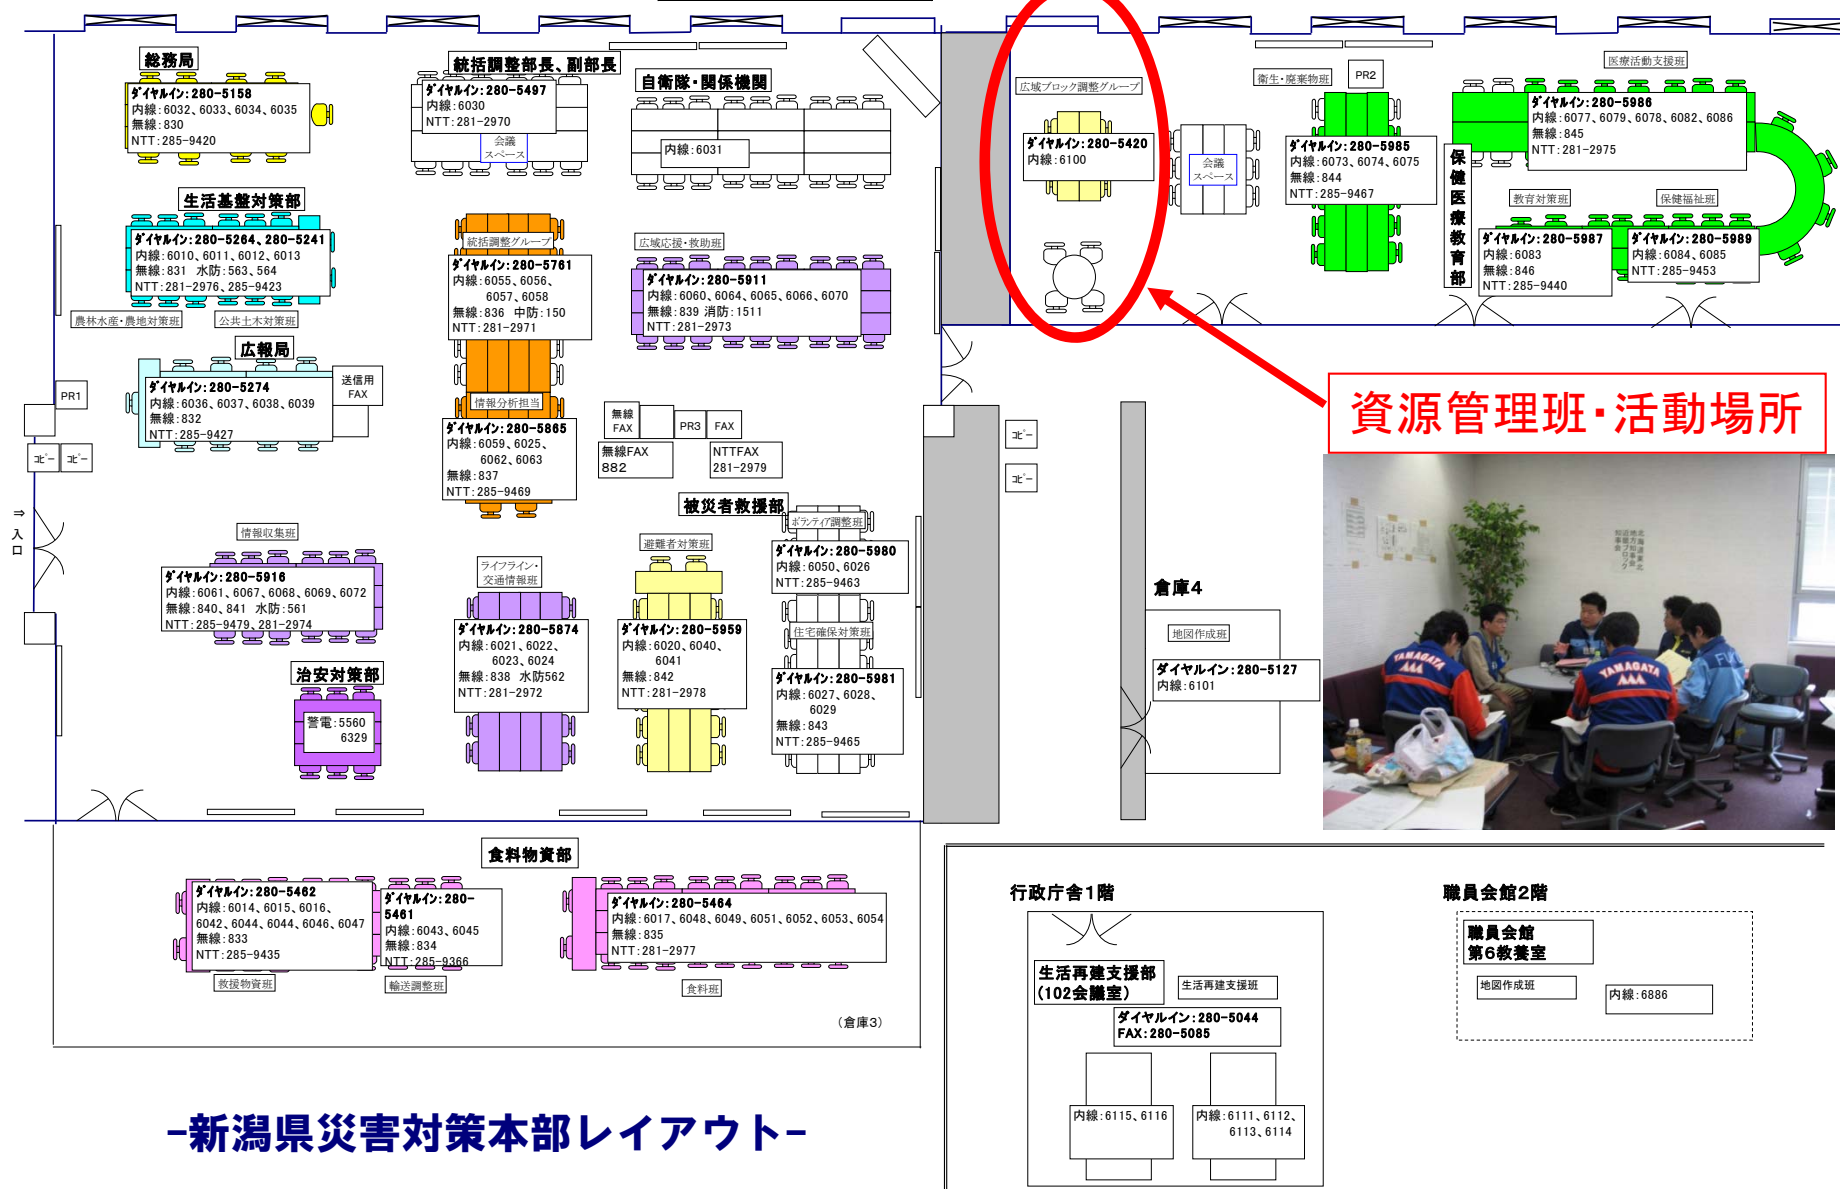 総務局
ダイヤルイン:280-5158
内線:6032、6033、6034、6035
無線:830
NTT:285-9420
統括調整部長、副部長
ダイヤルイン:280-5497
内線:6030
NTT:281-2970
会議
スペース
自衛隊・関係機関
内線:6031
広域ブロック調整グループ
ダイヤルイン:280-5420
内線:6100
会議
スペース
衛生・廃棄物班
PR2
ダイヤルイン:280-5985
内線:6073、6074、6075
無線:844
NTT:285-9467
医療活動支援班
ダイヤルイン:280-5986
内線:6077、6079、6078、6082、6086
無線:845
NTT:281-2975
保健医療教育部
教育対策班
ダイヤルイン:280-5987
内線:6083
無線:846
NTT:285-9440
保健福祉班
ダイヤルイン:280-5989
内線:6084、6085
NTT:285-9453
生活基盤対策部
ダイヤルイン:280-5264、280-5241
内線:6010、6011、6012、6013
無線:831 水防:563、564
NTT:281-2976、285-9423
農林水産・農地対策班
公共土木対策班
統括調整グループ
ダイヤルイン:280-5761
内線:6055、6056、
6057、6058
無線:836 中防:150
NTT:281-2971
広域応援・救助班
ダイヤルイン:280-5911
内線:6060、6064、6065、6066、6070
無線:839 消防:1511
NTT:281-2973
広報局
ダイヤルイン:280-5274
内線:6036、6037、6038、6039
無線:832
NTT:285-9427
送信用
FAX
PR1
コピー
コピー
情報分析担当
ダイヤルイン:280-5865
内線:6059、6025、
6062、6063
無線:837
NTT:285-9469
無線
FAX
PR3
FAX
無線FAX
882
NTTFAX
281-2979
コピー
コピー
資源管理班・活動場所
⇒
入口
情報収集班
ダイヤルイン:280-5916
内線:6061、6067、6068、6069、6072
無線:840、841 水防:561
NTT:285-9479、281-2974
治安対策部
警電:5560
6329
ライフライン・
交通情報班
ダイヤルイン:280-5874
内線:6021、6022、
6023、6024
無線:838 水防562
NTT:281-2972
被災者救援部
避難者対策班
ダイヤルイン:280-5959
内線:6020、6040、
6041
無線:842
NTT:281-2978
ボランティア調整班
ダイヤルイン:280-5980
内線:6050、6026
NTT:285-9463
住宅確保対策班
ダイヤルイン:280-5981
内線:6027、6028、
6029
無線:843
NTT:285-9465
倉庫4
地図作成班
ダイヤルイン:280-5127
内線:6101
YAMAGATA
YAMAGATA
食料物資部
ダイヤルイン:280-5462
内線:6014、6015、6016、
6042、6044、6044、6046、6047
無線:833
NTT:285-9435
救援物資班
ダイヤルイン:280-
5461
内線:6043、6045
無線:834
NTT:285-9366
輸送調整班
ダイヤルイン:280-5464
内線:6017、6048、6049、6051、6052、6053、6054
無線:835
NTT:281-2977
食料班
(倉庫3)
行政庁舎1階
生活再建支援部
(102会議室)
生活再建支援班
ダイヤルイン:280-5044
FAX:280-5085
内線:6115、6116
内線:6111、6112、
6113、6114
職員会館2階
職員会館
第6教養室
地図作成班
内線:6886
-新潟県災害対策本部レイアウト-